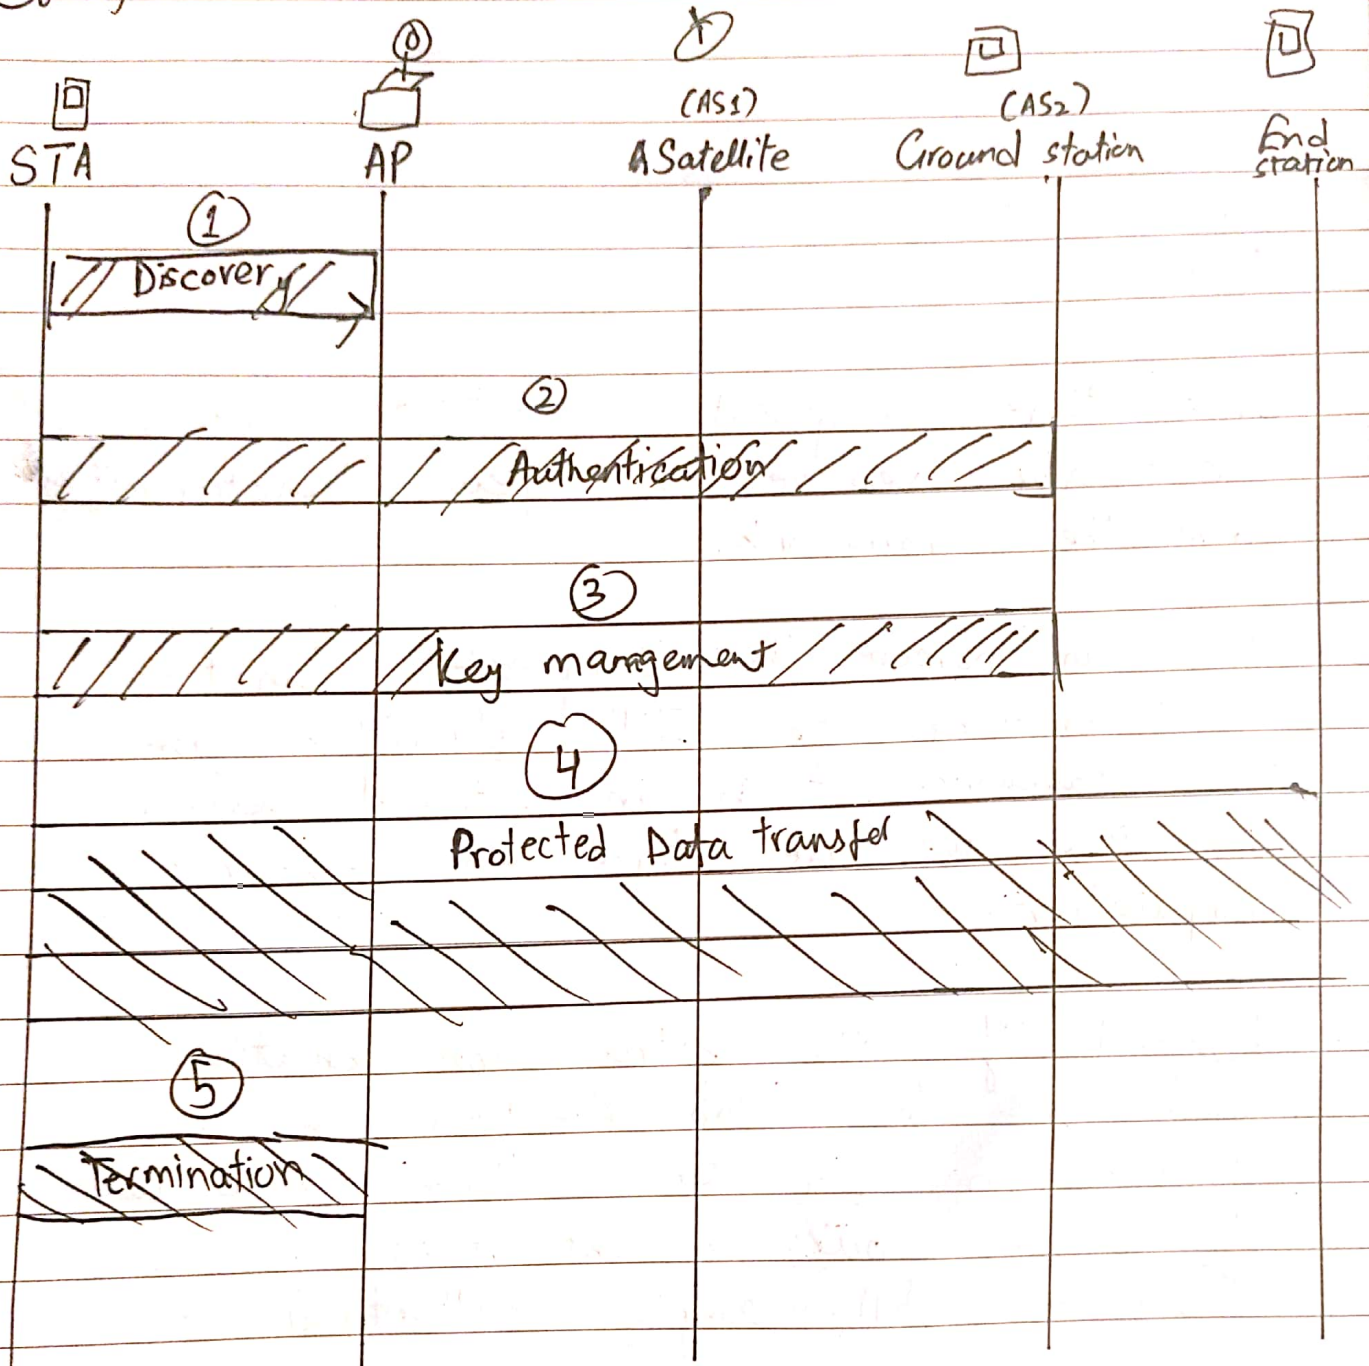 (AS1)
(AS2)
STA
AP
A Satellite
Ground station
End
station
1
Discovery
2
Authentication
3
Key management
4
Protected Data transfer
5
Termination